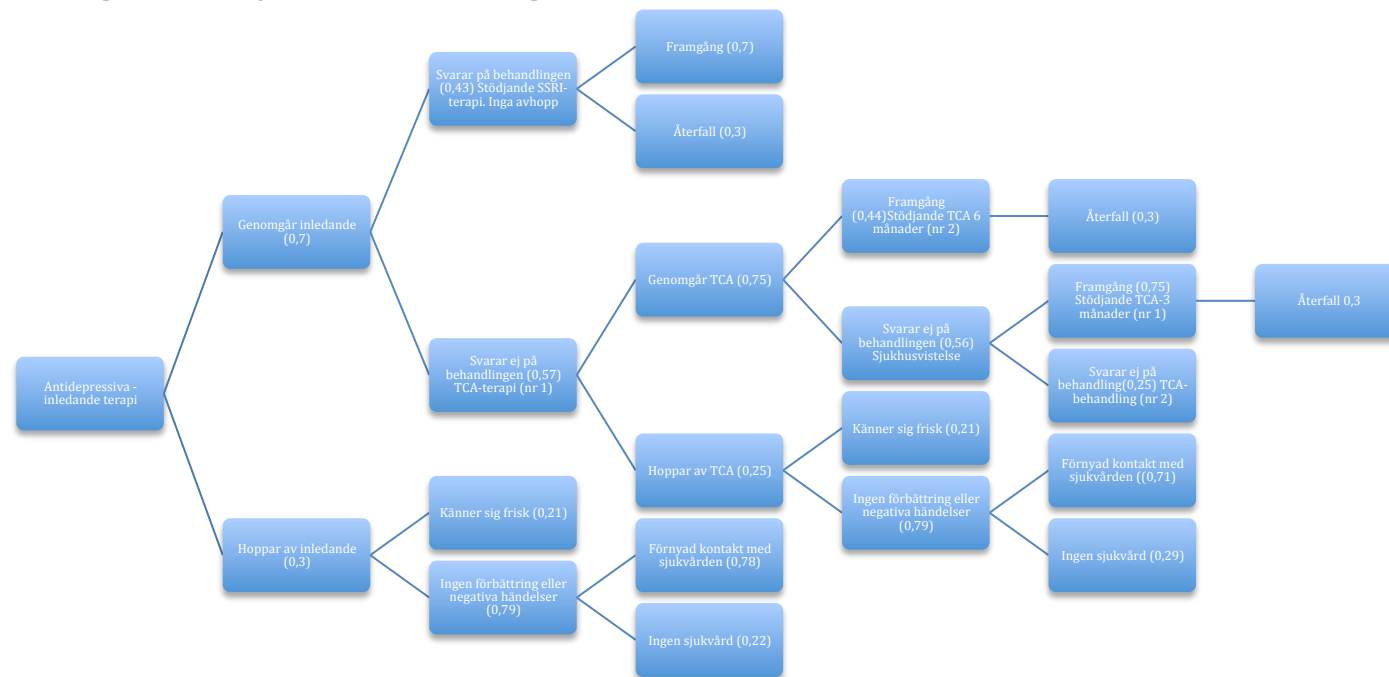 Framgång (0,7)
Svarar på behandlingen
(0,43) Stödjande SSRI-
terapi. Inga avhopp
Återfall (0,3)
Framgång
(0,44)Stödjande TCA 6
månader (nr 2)
Återfall (0,3)
Genomgår inledande
(0,7)
Genomgår TCA (0,75)
Framgång (0,75)
Stödjande TCA-3
månader (nr 1)
Återfall 0,3
Svarar ej på
behandlingen (0,56)
Sjukhusvistelse
Svarar ej på
behandlingen (0,57)
TCA-terapi (nr 1)
Svarar ej på
behandling(0,25) TCA-
behandling (nr 2)
Antidepressiva -
inledande terapi
Känner sig frisk (0,21)
Hoppar av TCA (0,25)
Förnyad kontakt med
sjukvården ((0,71)
Ingen förbättring eller
negativa händelser
(0,79)
Ingen sjukvård (0,29)
Känner sig frisk (0,21)
Hoppar av inledande
(0,3)
Förnyad kontakt med
sjukvården (0,78)
Ingen förbättring eller
negativa händelser
(0,79)
Ingen sjukvård (0,22)